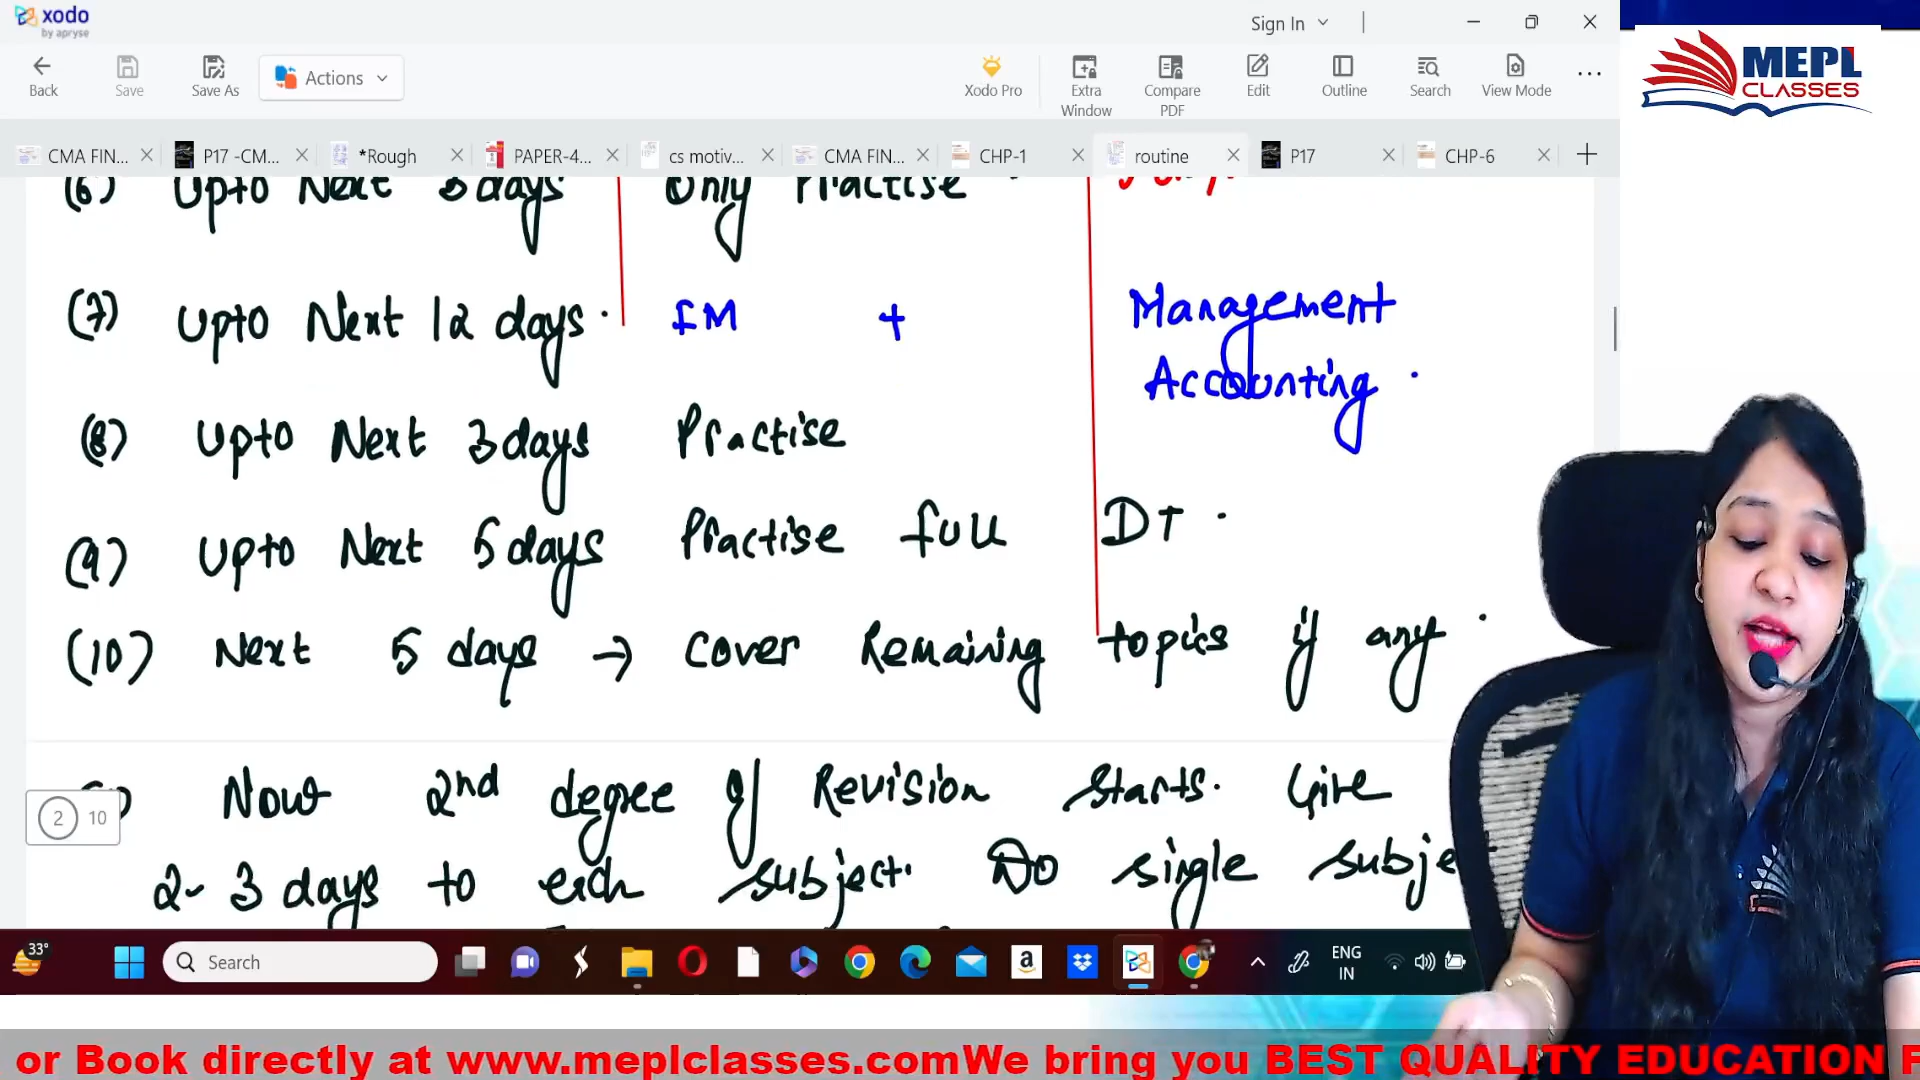 xodo
by apryse
Sign In
Back
Save
Save As
Actions
Xodo Pro
Extra Window
Compare PDF
Edit
Outline
Search
View Mode
MEPL
CLASSES
CMA FIN...
P17 -CM...
*Rough
PAPER-4...
cs motiv...
CMA FIN...
CHP-1
routine
P17
CHP-6
(6) Upto Next 3 days Only Practise
(7) Upto Next 12 days. FM + Management
Accounting.
(8) Upto Next 3 days Practise
(9) Upto Next 5 days Practise full DT.
(10) Next 5 days → Cover Remaining topics if any.
Now 2nd degree of Revision starts. Give
2-3 days to each subject. Do single subje
2 10
33°
Search
ENG
IN
or Book directly at www.meplclasses.comWe bring you BEST QUALITY EDUCATION F